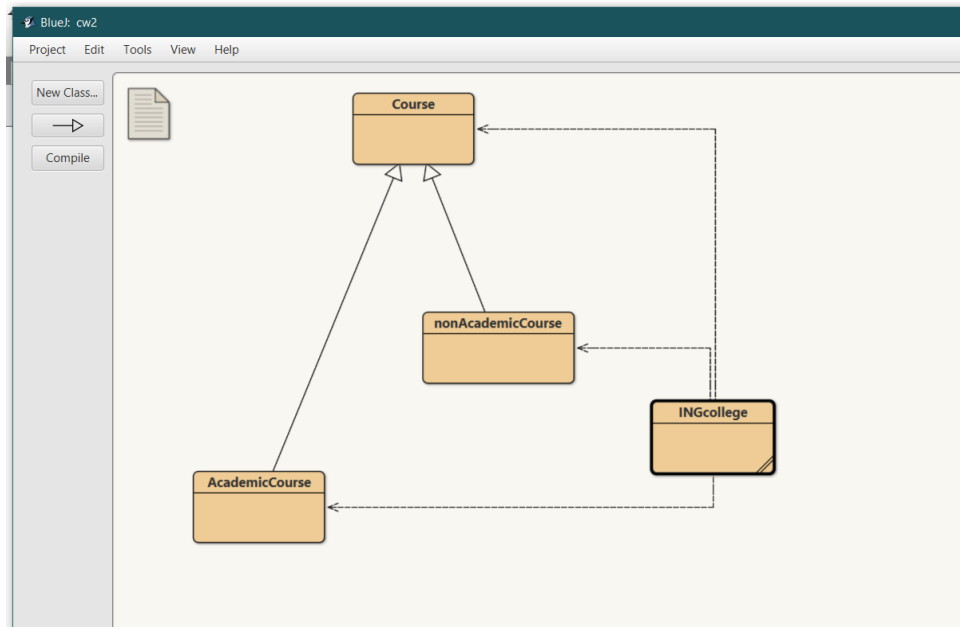 BlueJ: cw2
Project Edit Tools View Help
New Class...
Compile
Course
nonAcademicCourse
INGcollege
AcademicCourse